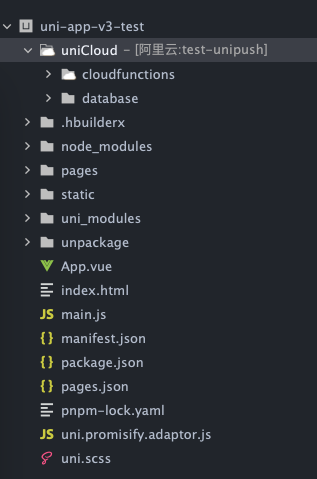 uni-app-v3-test
uniCloud - [阿里云:test-unipush]
cloudfunctions
database
.hbuilderx
node_modules
pages
static
uni_modules
unpackage
App.vue
index.html
JS main.js
{ } manifest.json
{ } package.json
{ } pages.json
pnpm-lock.yaml
JS uni.promisify.adaptor.js
uni.scss